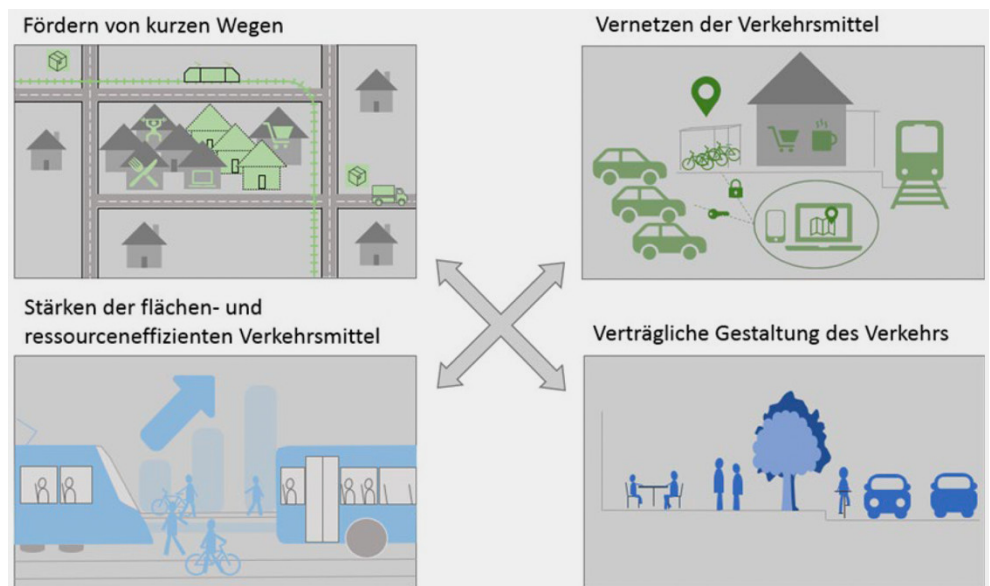 Fördern von kurzen Wegen
Vernetzen der Verkehrsmittel
Stärken der flächen- und
ressourceneffizienten Verkehrsmittel
Verträgliche Gestaltung des Verkehrs